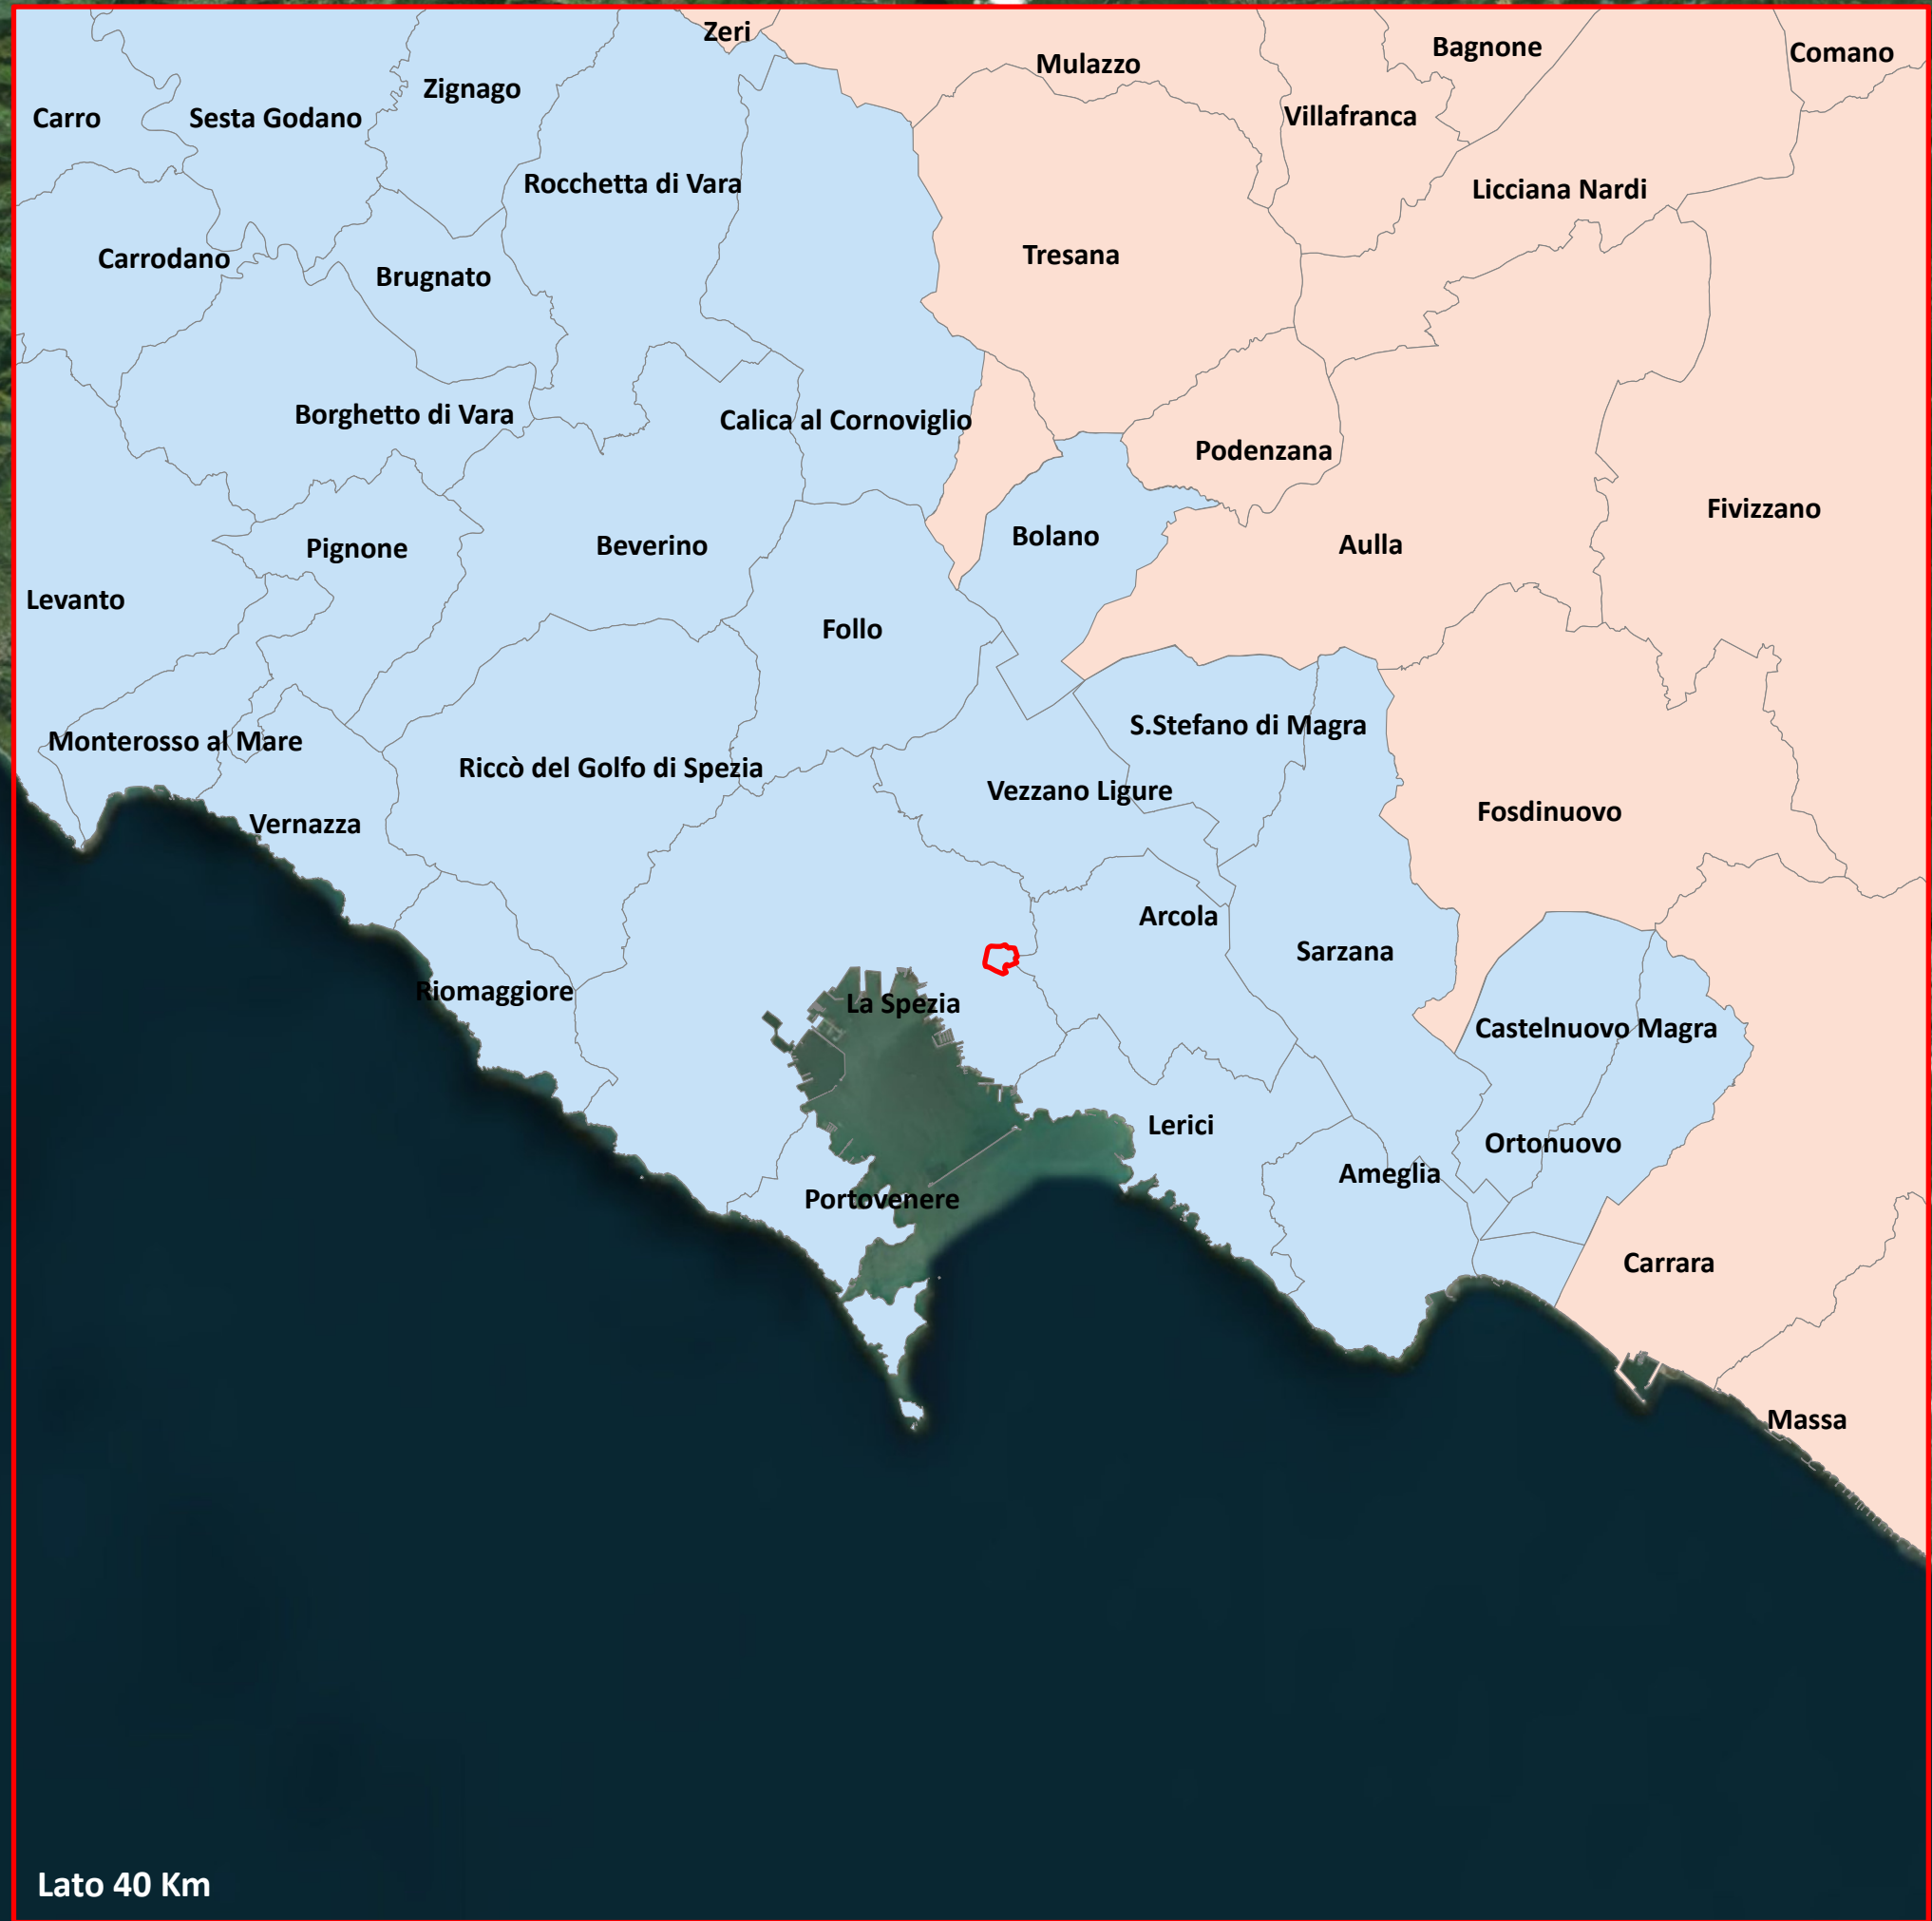 Zeri
Bagnone
Comano
Mulazzo
Zignago
Carro
Sesta Godano
Villafranca
Rocchetta di Vara
Licciana Nardi
Carrodano
Tresana
Brugnato
Borghetto di Vara
Calica al Cornoviglio
Podenzana
Fivizzano
Pignone
Beverino
Bolano
Aulla
Levanto
Follo
Monterosso al Mare
S.Stefano di Magra
Riccò del Golfo di Spezia
Vezzano Ligure
Vernazza
Fosdinuovo
Arcola
Sarzana
Riomaggiore
La Spezia
Castelnuovo Magra
Lerici
Ortonuovo
Ameglia
Portovenere
Carrara
Massa
Lato 40 Km